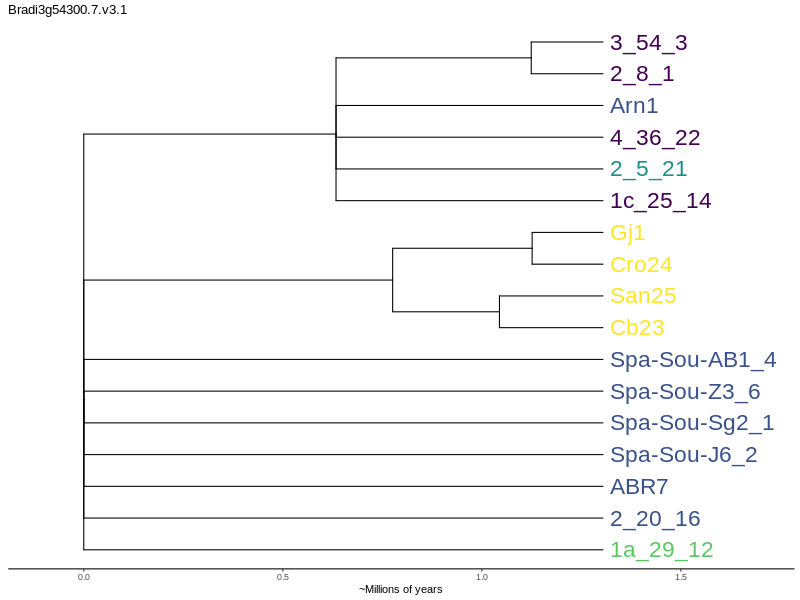 Bradi3g54300.7.v3.1
3_54_3
2_8_1
Arn1
4_36_22
2_5_21
1c_25_14
Gj1
Cro24
San25
Cb23
Spa-Sou-AB1_4
Spa-Sou-Z3_6
Spa-Sou-Sg2_1
Spa-Sou-J6_2
ABR7
2_20_16
1a_29_12
0.0 0.5 1.0 1.5
~Millions of years